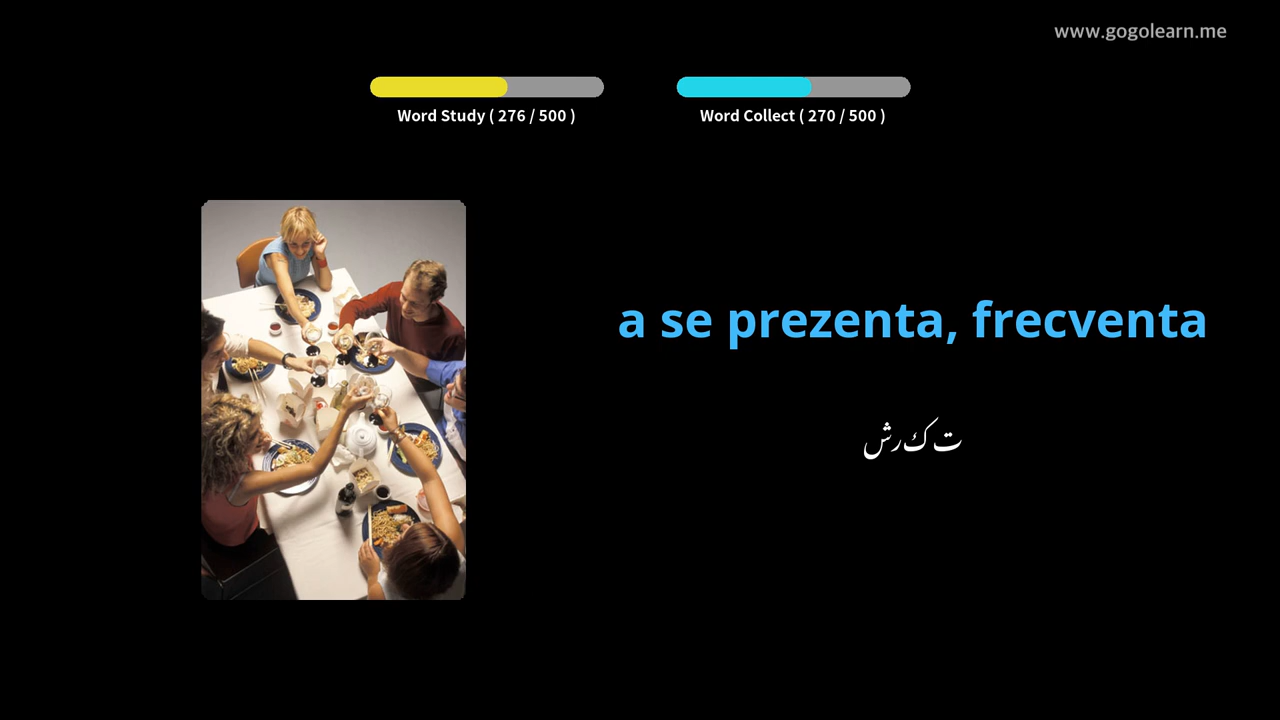 www.gogolearn.me
Word Study ( 276 / 500 )
Word Collect ( 270 / 500 )
a se prezenta, frecventa
ت ک رش